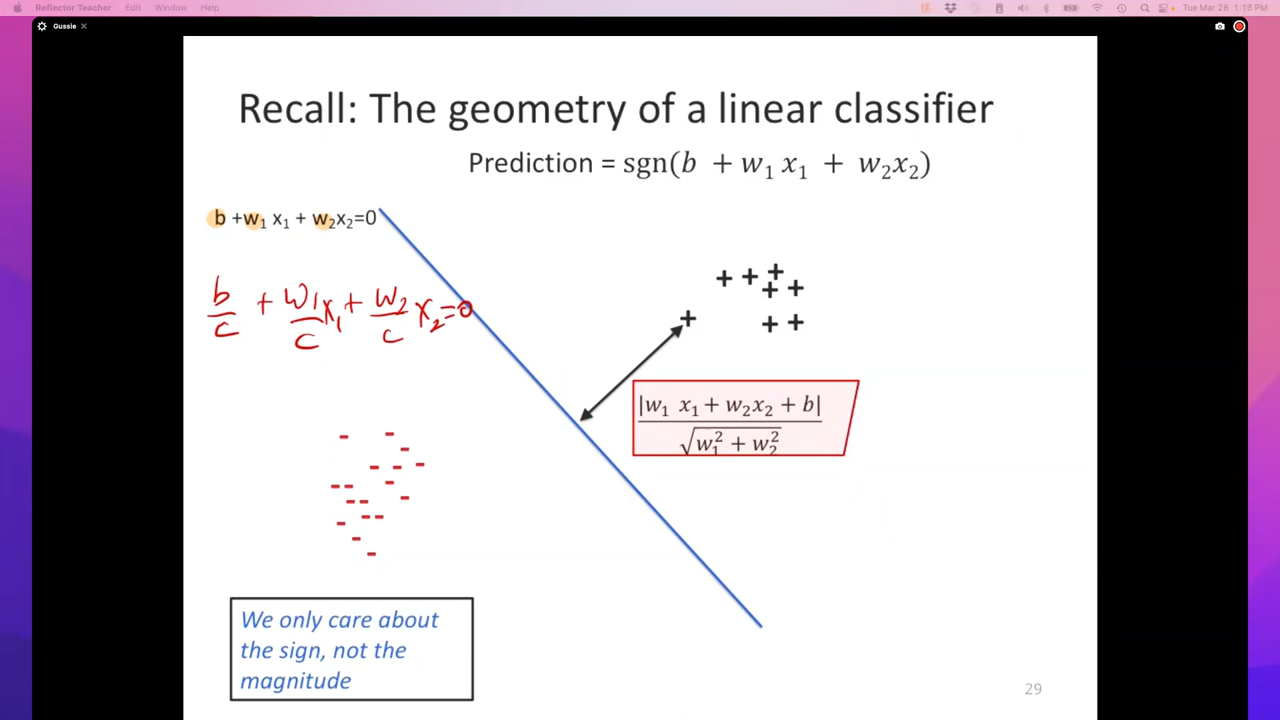 Reflector Teacher Edit Window Help Tue Mar 28 1:19 PM
Gussie
Recall: The geometry of a linear classifier
Prediction = sgn(b + w₁ x₁ + w₂x₂)
b +w₁ x₁ + w₂x₂=0
b/c + w₁/c x₁ + w₂/c x₂=0
+ + +
+ +
+
+ +
|w₁ x₁ + w₂x₂ + b|
√w₁² + w₂²
We only care about
the sign, not the
magnitude
29